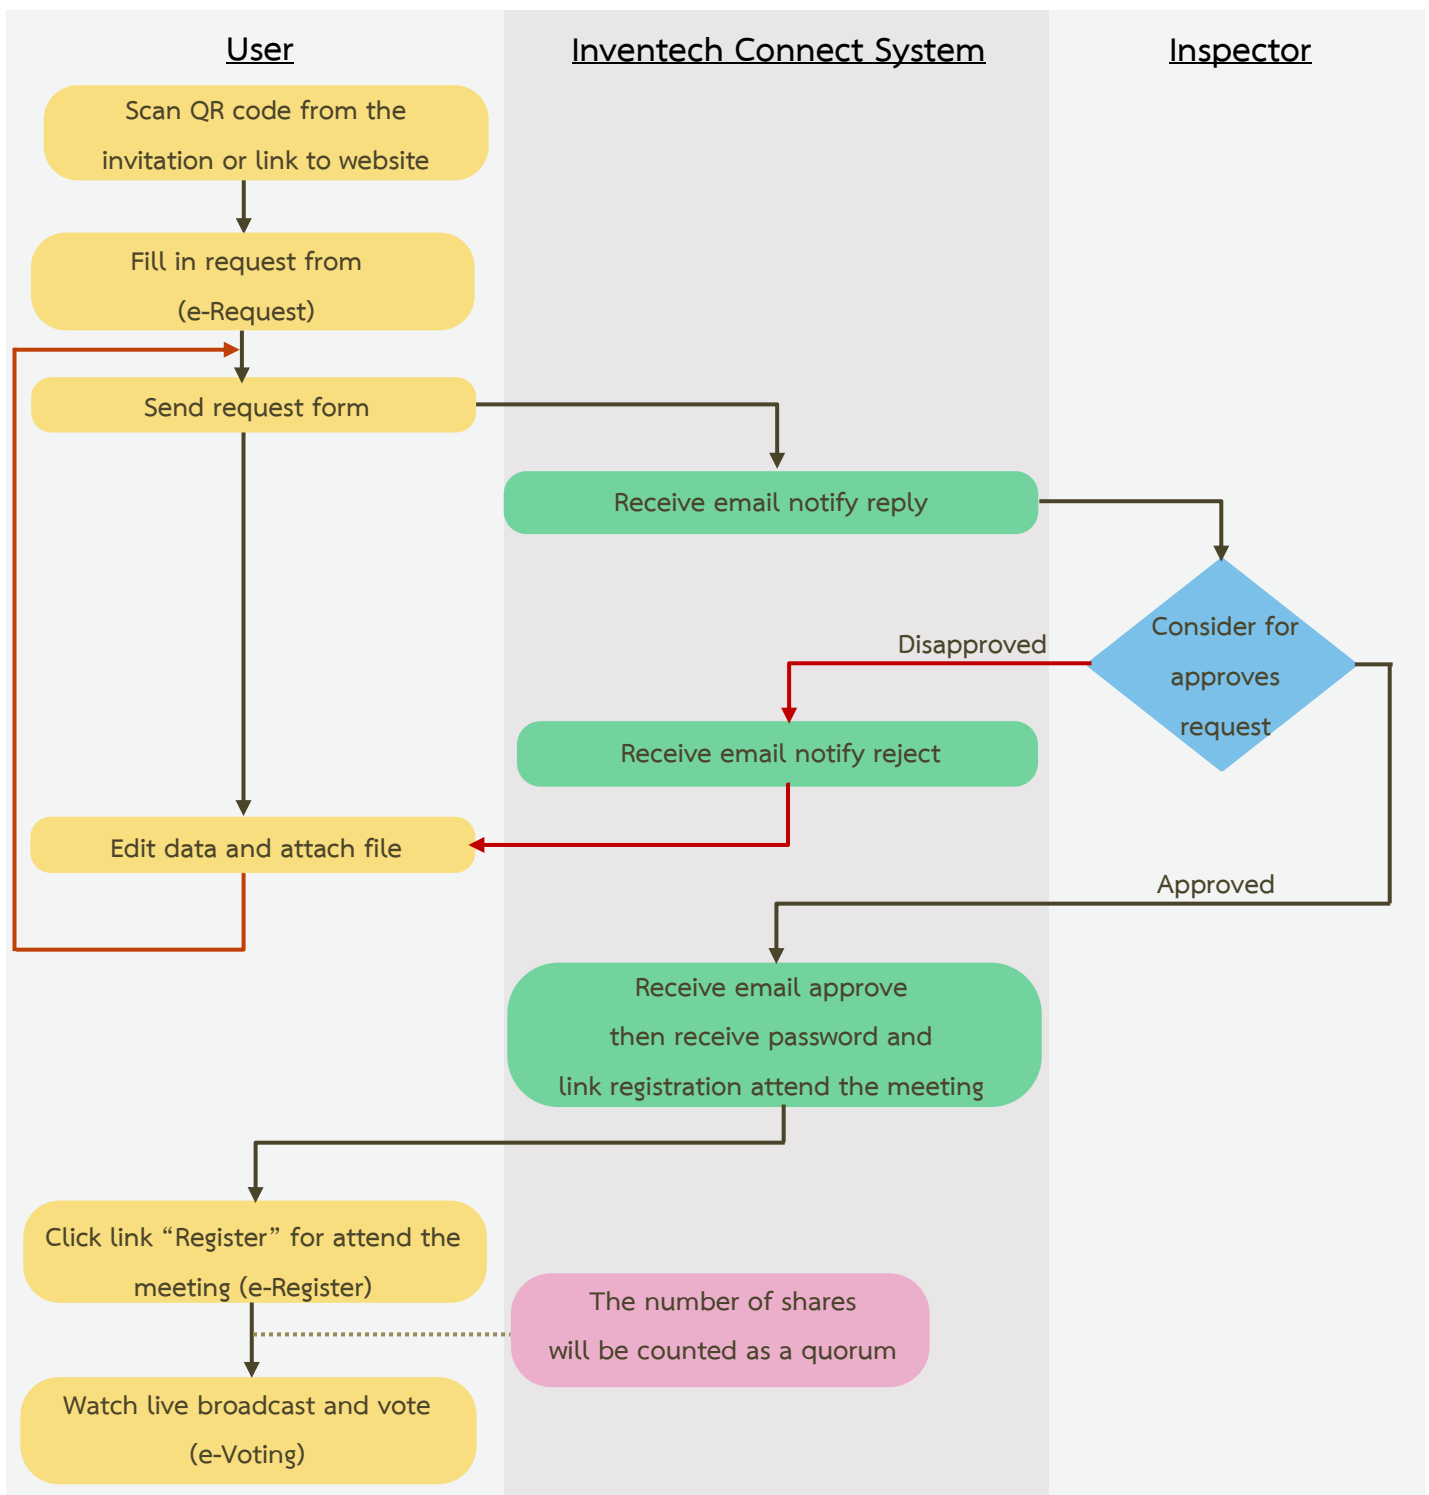 User
Inventech Connect System
Inspector
Scan QR code from the
invitation or link to website
Fill in request from
(e-Request)
Send request form
Receive email notify reply
Consider for
approves
request
Disapproved
Receive email notify reject
Edit data and attach file
Approved
Receive email approve
then receive password and
link registration attend the meeting
Click link “Register” for attend the
meeting (e-Register)
The number of shares
will be counted as a quorum
Watch live broadcast and vote
(e-Voting)